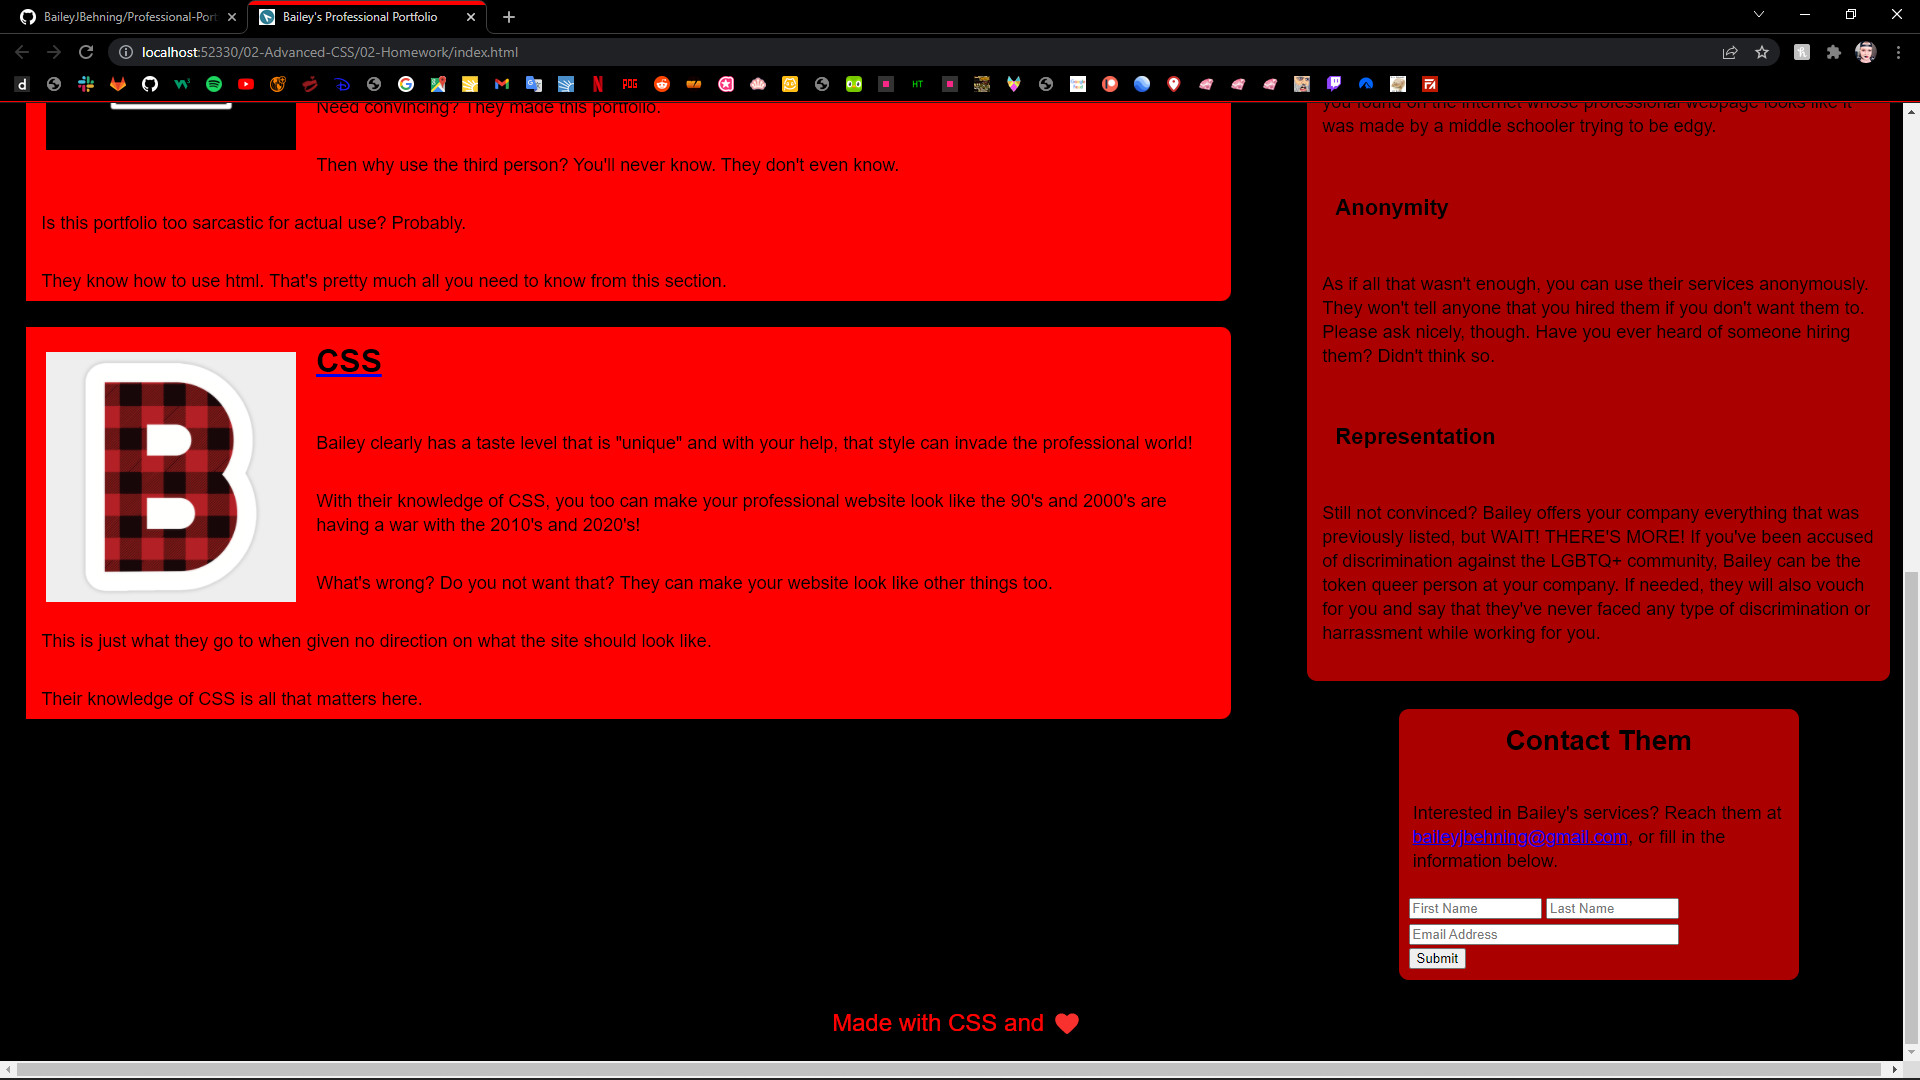 BaileyJBehning/Professional-Port
Bailey's Professional Portfolio
localhost:52330/02-Advanced-CSS/02-Homework/index.html
Need convincing? They made this portfolio.
Then why use the third person? You'll never know. They don't even know.
Is this portfolio too sarcastic for actual use? Probably.
They know how to use html. That's pretty much all you need to know from this section.
B
CSS
Bailey clearly has a taste level that is "unique" and with your help, that style can invade the professional world!
With their knowledge of CSS, you too can make your professional website look like the 90's and 2000's are
having a war with the 2010's and 2020's!
What's wrong? Do you not want that? They can make your website look like other things too.
This is just what they go to when given no direction on what the site should look like.
Their knowledge of CSS is all that matters here.
you found on the internet whose professional webpage looks like it
was made by a middle schooler trying to be edgy.
Anonymity
As if all that wasn't enough, you can use their services anonymously.
They won't tell anyone that you hired them if you don't want them to.
Please ask nicely, though. Have you ever heard of someone hiring
them? Didn't think so.
Representation
Still not convinced? Bailey offers your company everything that was
previously listed, but WAIT! THERE'S MORE! If you've been accused
of discrimination against the LGBTQ+ community, Bailey can be the
token queer person at your company. If needed, they will also vouch
for you and say that they've never faced any type of discrimination or
harrassment while working for you.
Contact Them
Interested in Bailey's services? Reach them at
baileyjbehning@gmail.com, or fill in the
information below.
First Name Last Name
Email Address
Submit
Made with CSS and